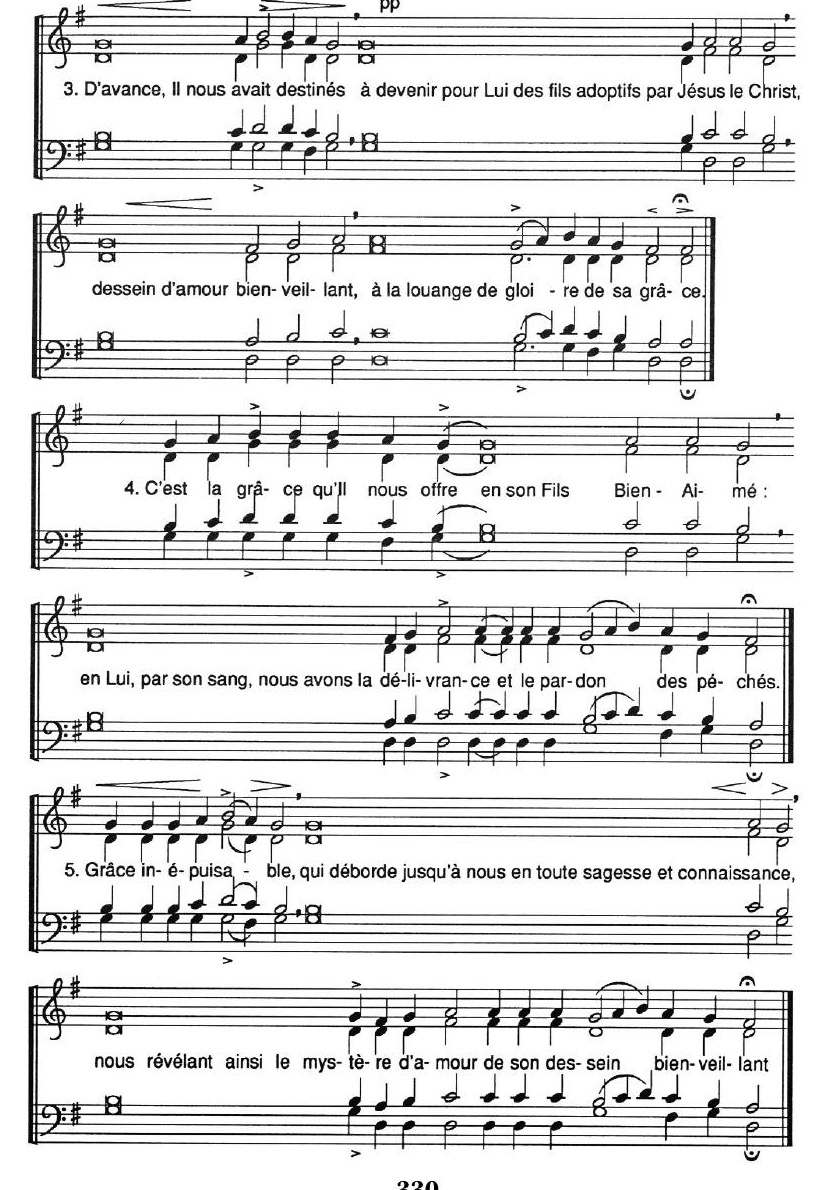 pp
3. D'avance, Il nous avait destinés à devenir pour Lui des fils adoptifs par Jésus le Christ,
dessein d'amour bien- veil- lant, à la louange de gloi - re de sa grâ- ce.
4. C'est la grâ- ce qu'Il nous offre en son Fils Bien - Ai- mé :
en Lui, par son sang, nous avons la dé-li-vran-ce et le par-don des pé- chés.
5. Grâce in- é- puisa - ble, qui déborde jusqu'à nous en toute sagesse et connaissance,
nous révélant ainsi le mys- tè- re d'a- mour de son des- sein bien- veil- lant
330